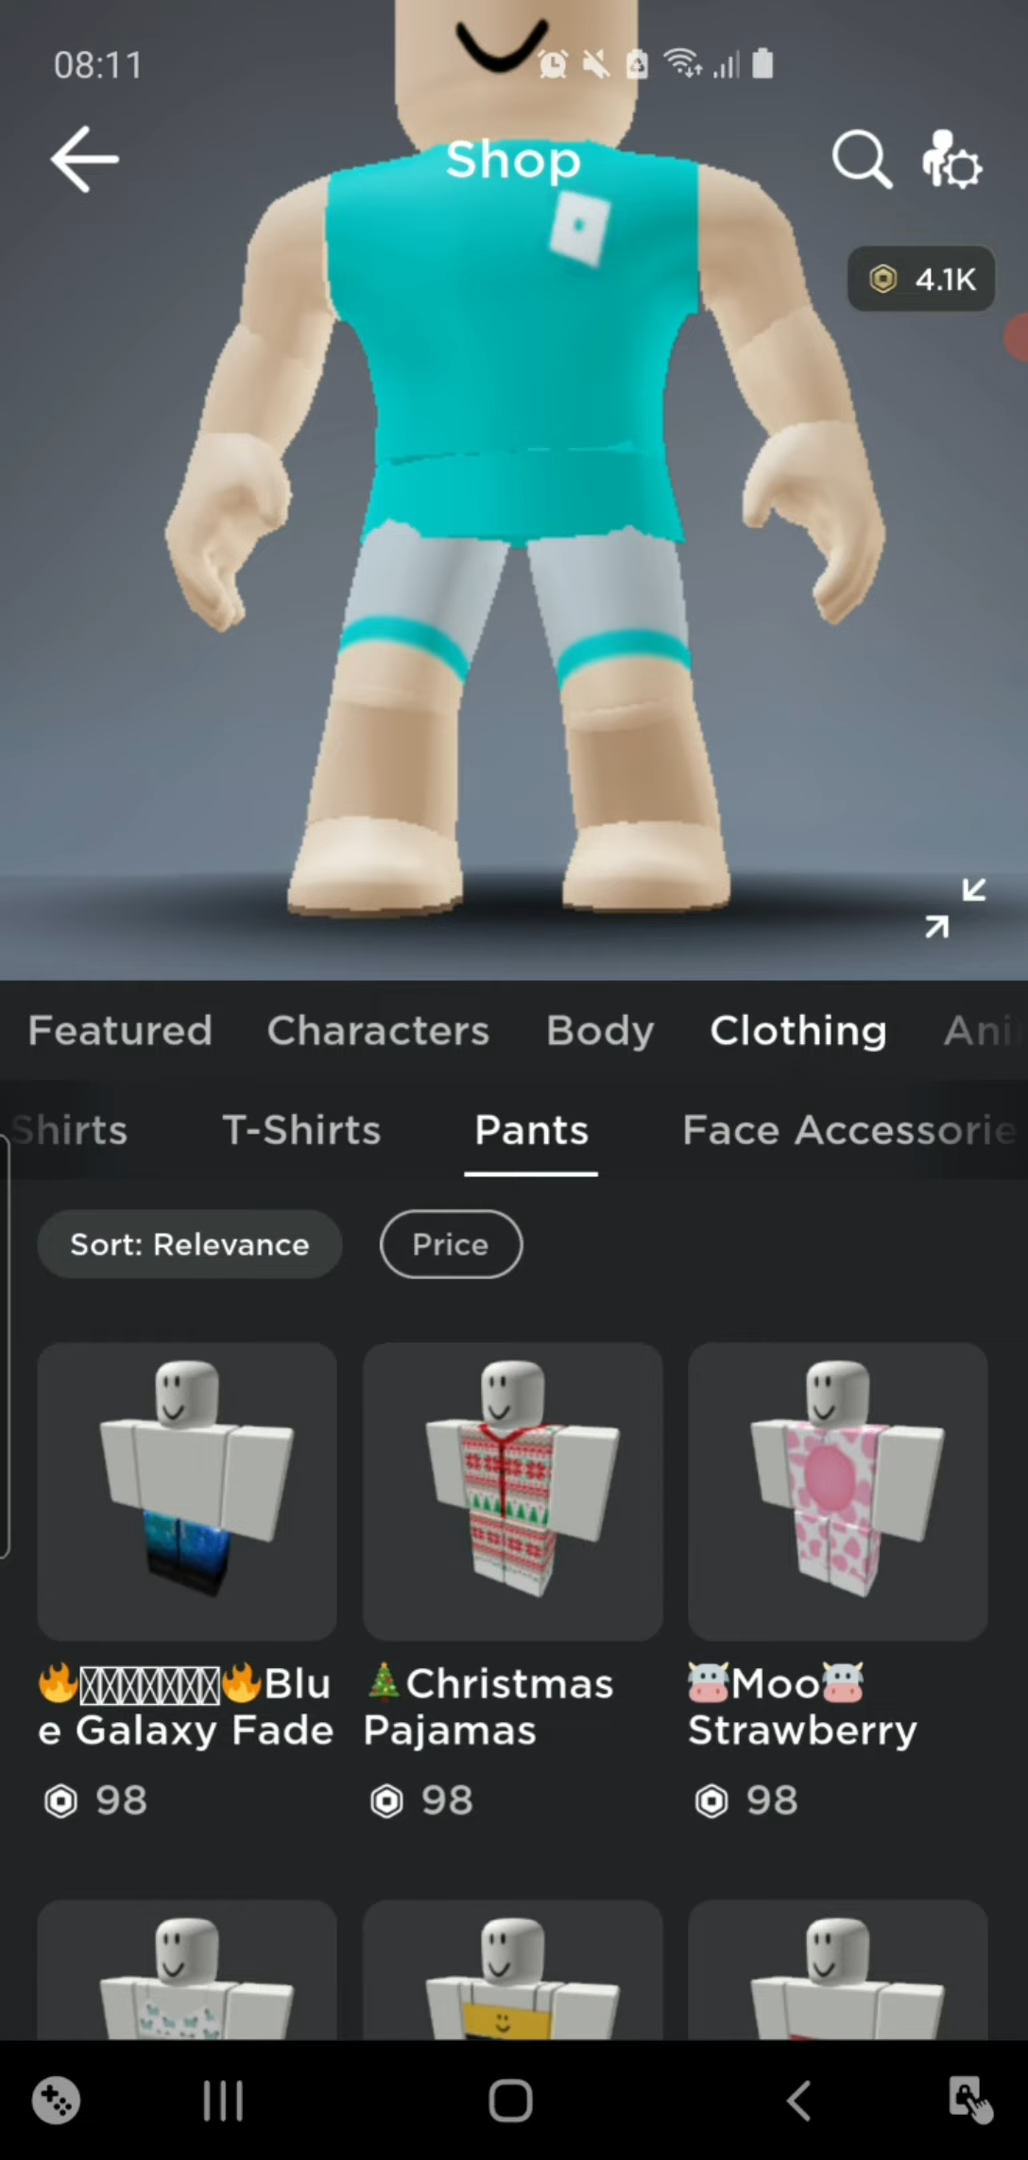 08:11
Shop
4.1K
Featured Characters Body Clothing Ani
Shirts T-Shirts Pants Face Accessorie
Sort: Relevance Price
🔥🔥Blu
e Galaxy Fade
🎄Christmas
Pajamas
🐮Moo🐮
Strawberry
98 98 98